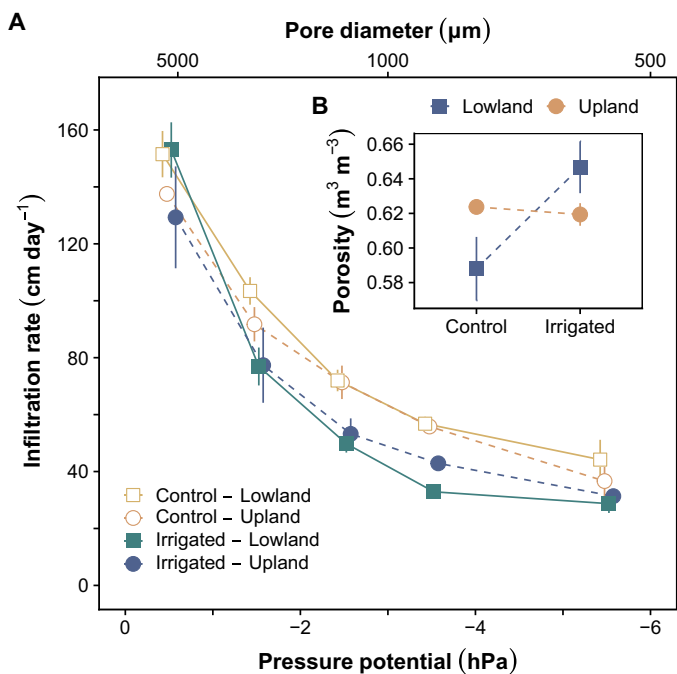 A
Pore diameter (μm)
5000 1000 500
B
Lowland Upland
Porosity (m³ m⁻³)
0.66
0.64
0.62
0.60
0.58
Control Irrigated
Infiltration rate (cm day⁻¹)
160
120
80
40
0
Control – Lowland
Control – Upland
Irrigated – Lowland
Irrigated – Upland
0 −2 −4 −6
Pressure potential (hPa)